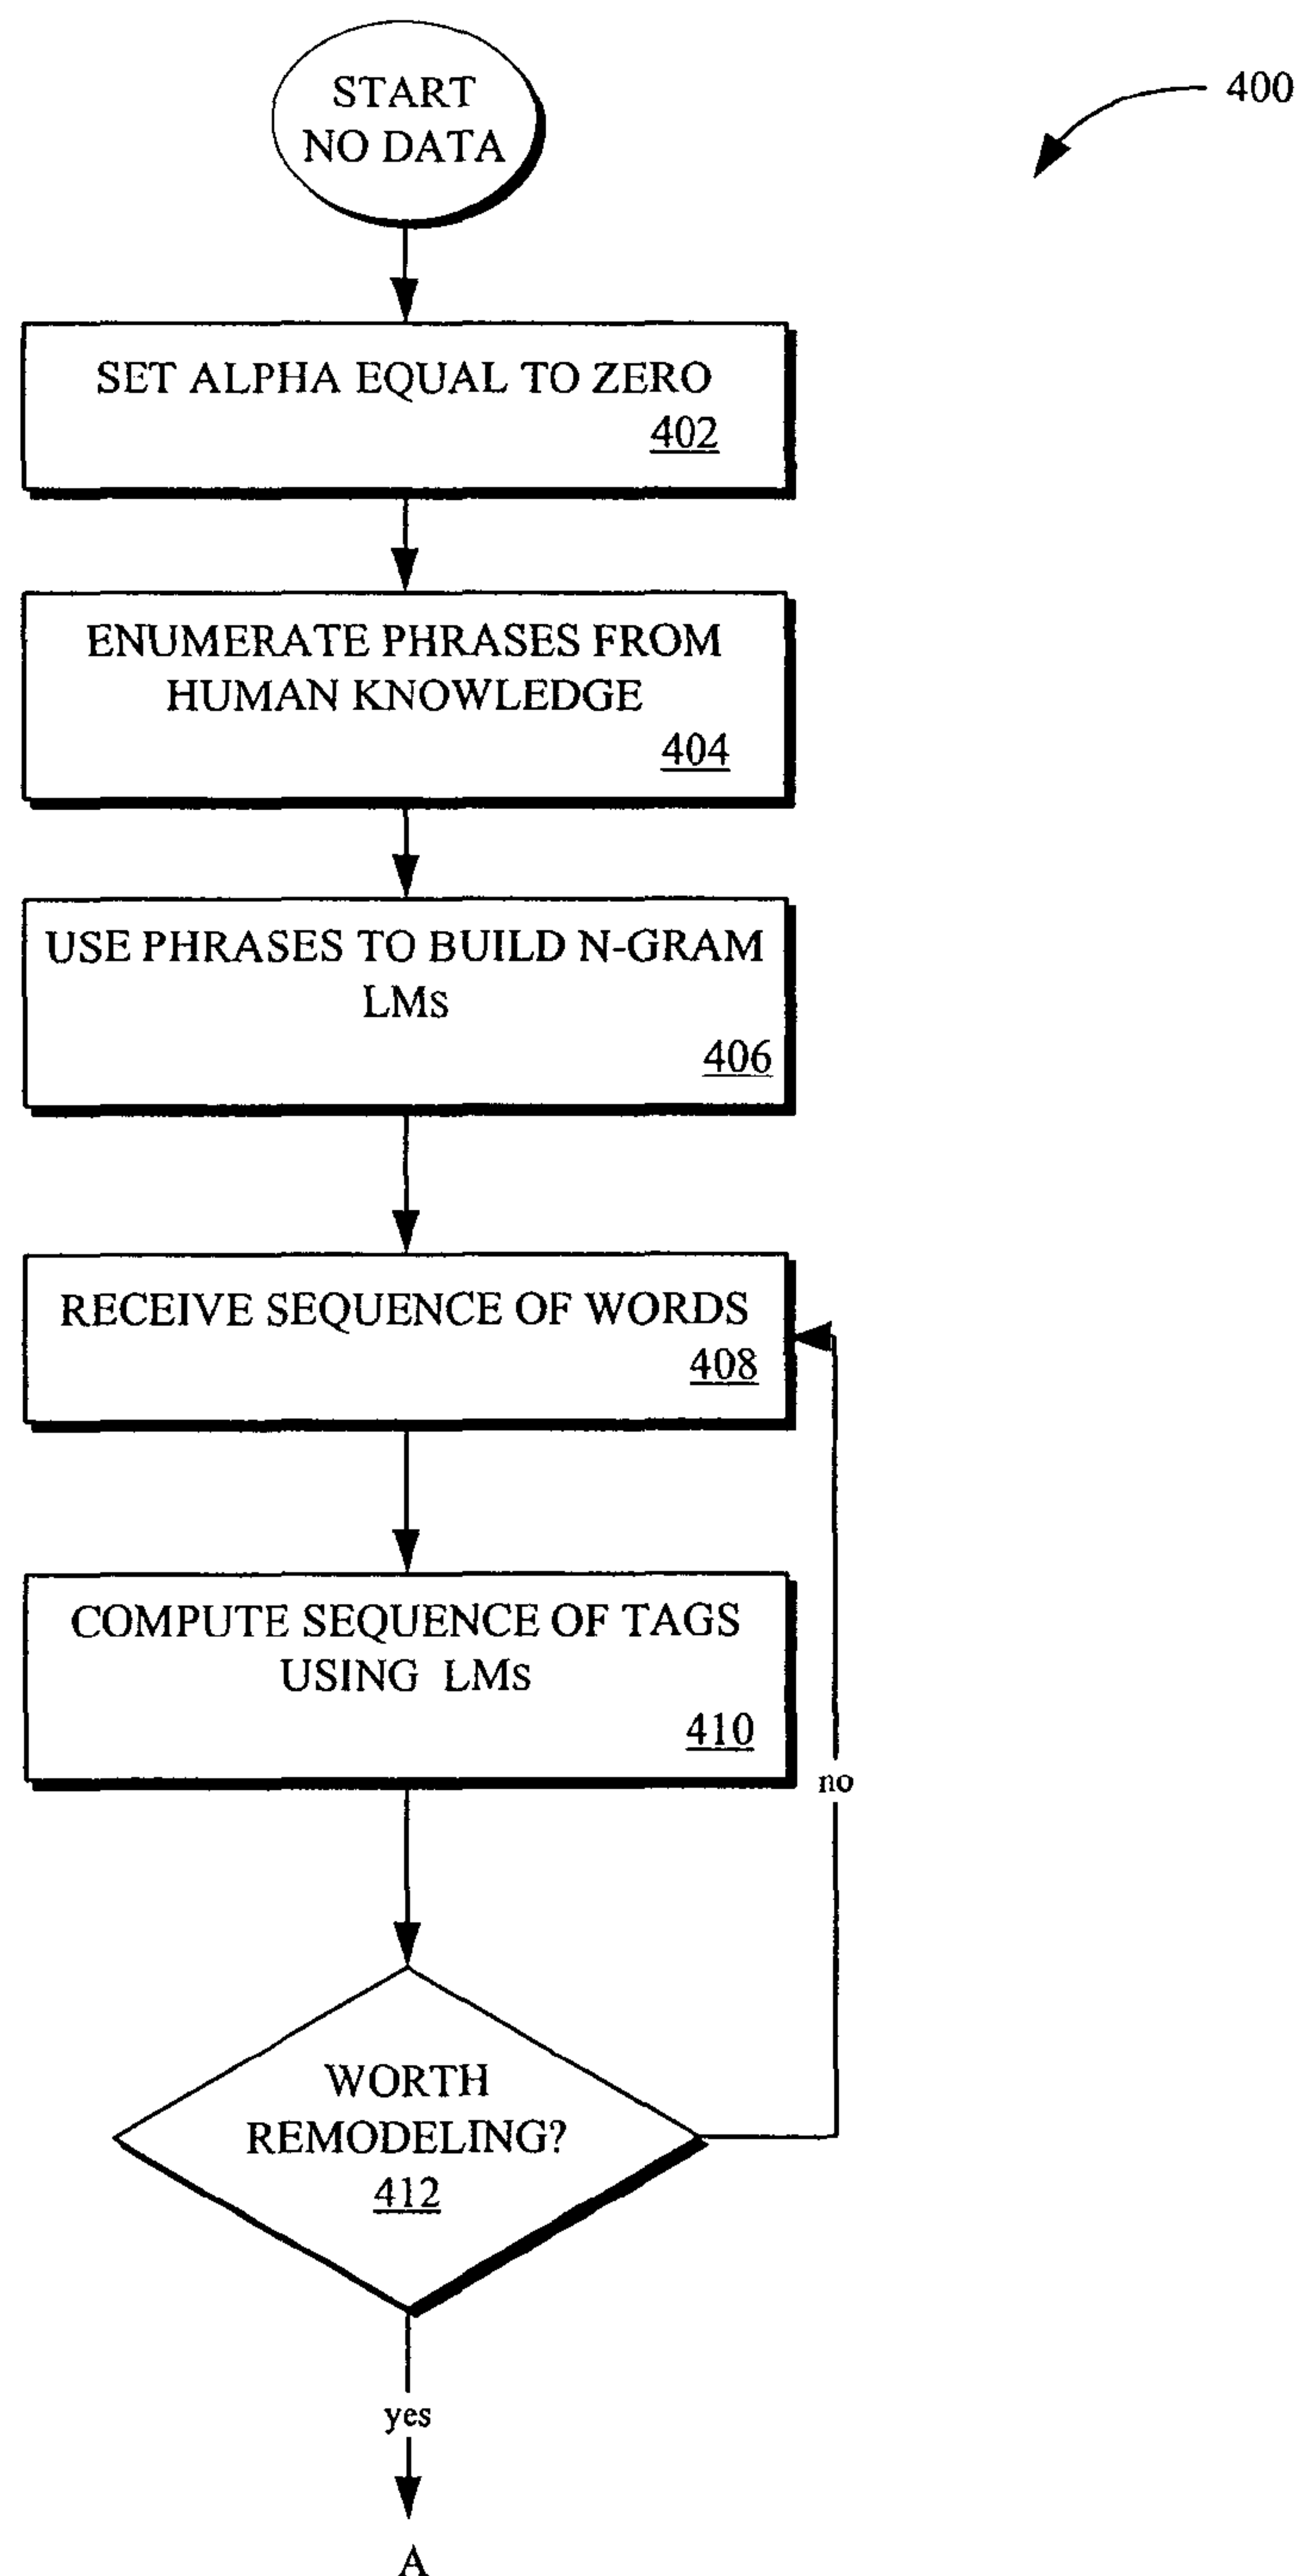 START
NO DATA
400
SET ALPHA EQUAL TO ZERO
402
ENUMERATE PHRASES FROM
HUMAN KNOWLEDGE
404
USE PHRASES TO BUILD N-GRAM
LMs
406
RECEIVE SEQUENCE OF WORDS
408
COMPUTE SEQUENCE OF TAGS
USING LMs
410
no
WORTH
REMODELING?
412
yes
A